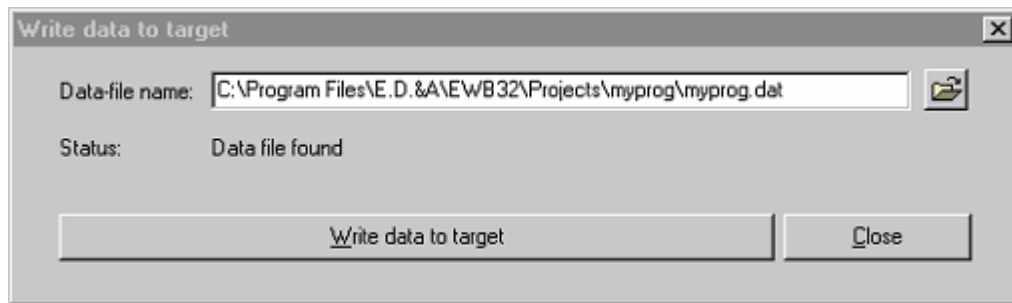 Write data to target
Data-file name: C:\Program Files\E.D.&A\EWB32\Projects\myprog\myprog.dat
Status: Data file found
Write data to target Close